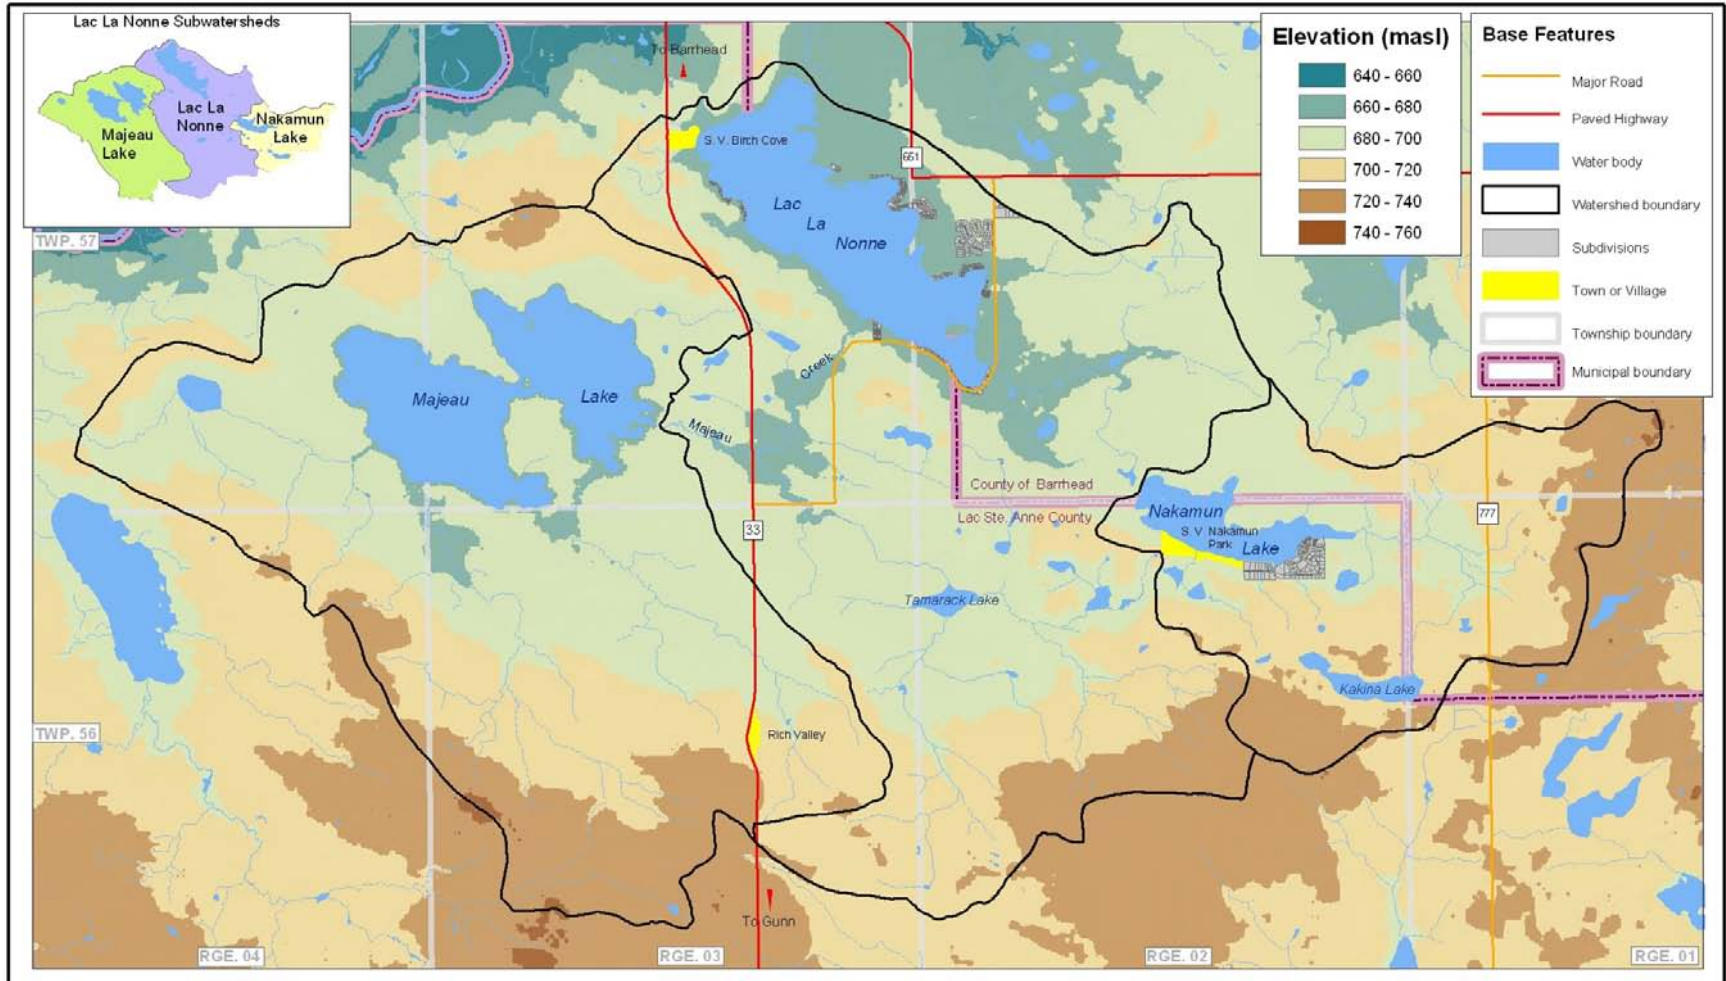 Lac La Nonne Subwatersheds
Lac La
Nonne
Nakamun
Lake
Majeau
Lake
Elevation (masl)
640 - 660
660 - 680
680 - 700
700 - 720
720 - 740
740 - 760
Base Features
Major Road
Paved Highway
Water body
Watershed boundary
Subdivisions
Town or Village
Township boundary
Municipal boundary
To Barrhead
S. V. Birch Cove
651
Lac
La
Nonne
TWP. 57
Majeau
Lake
Creek
Majeau
County of Barrhead
Lac Ste. Anne County
33
777
Nakamun
S. V. Nakamun
Park
Lake
Tamarack Lake
Kakina Lake
TWP. 56
Rich Valley
To Gunn
RGE. 04
RGE. 03
RGE. 02
RGE. 01